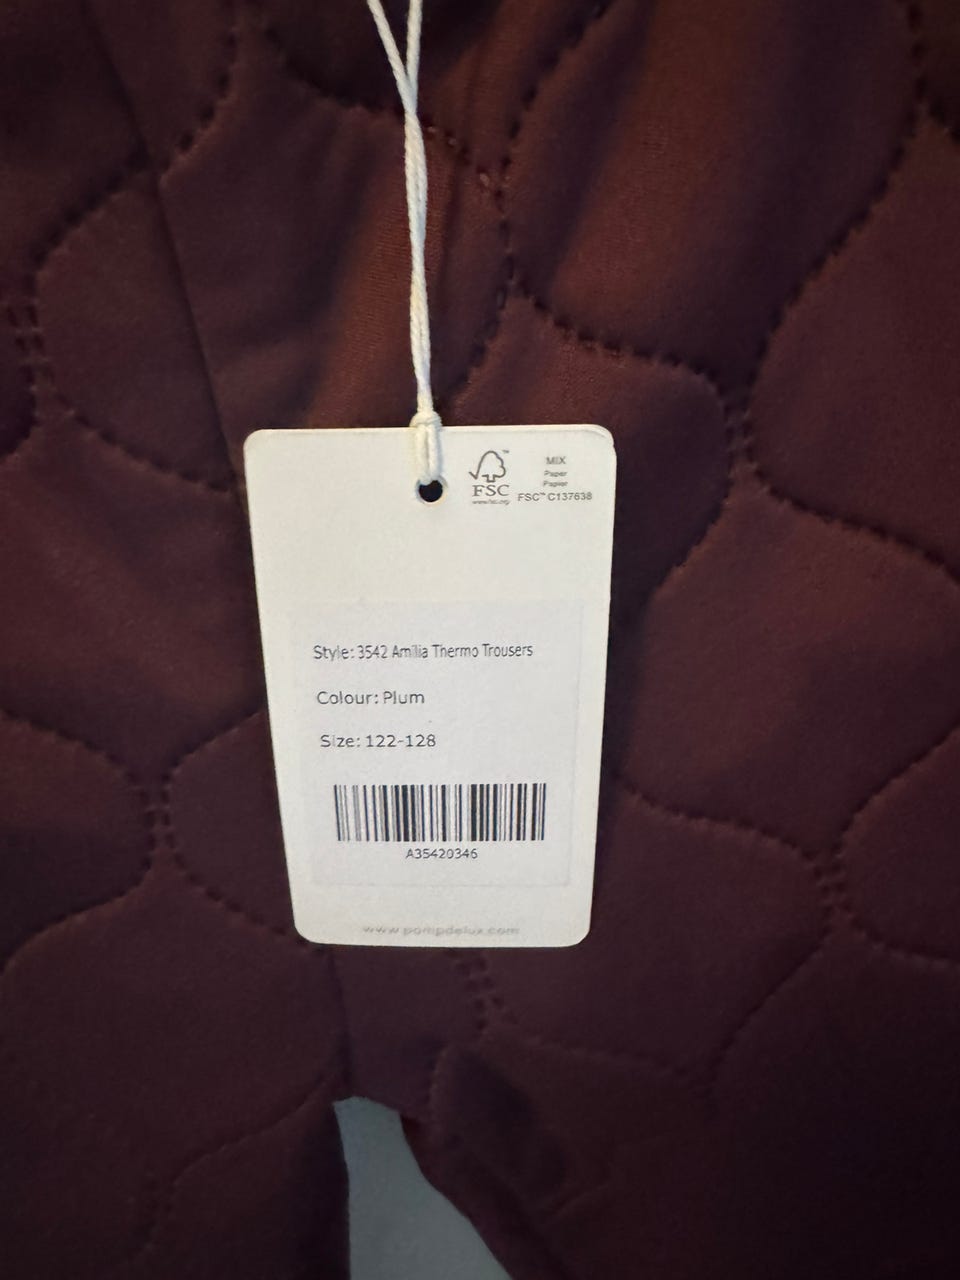 FSC™
www.fsc.org
MIX
Paper
Papier
FSC™ C137638
Style: 3542 Amilia Thermo Trousers
Colour: Plum
Size: 122-128
A35420346
www.pompdelux.com